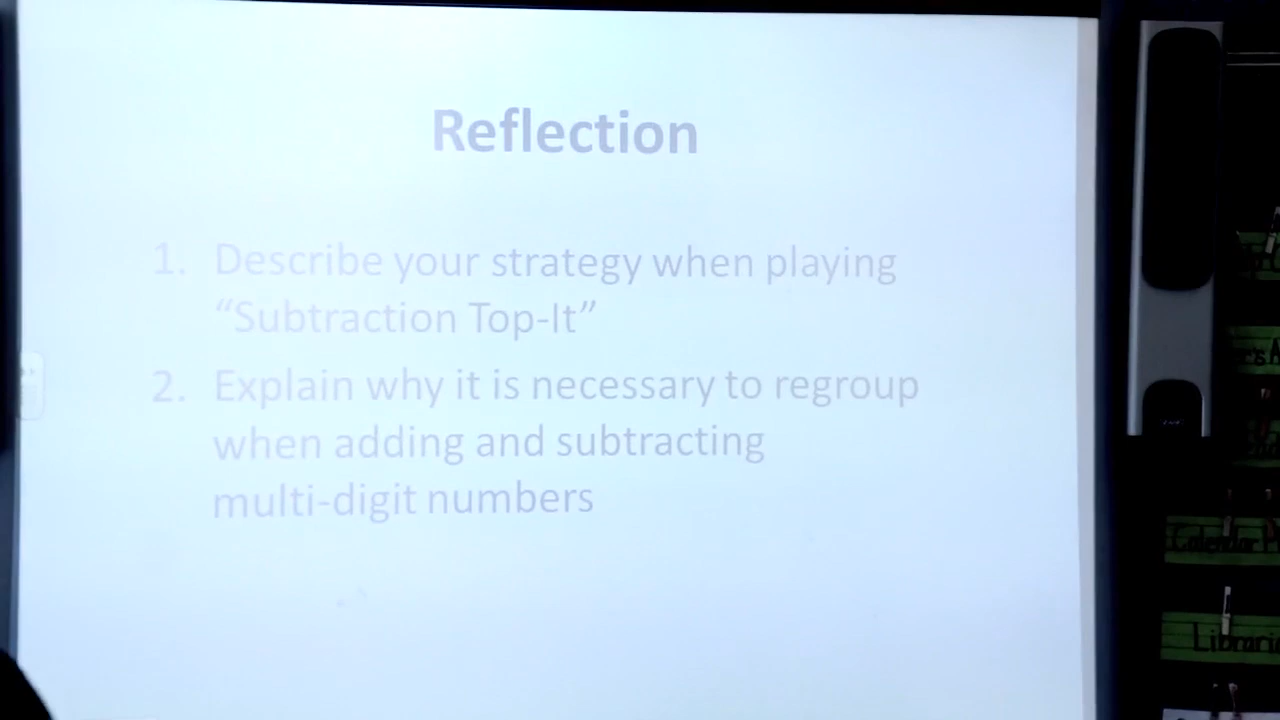 Reflection
1. Describe your strategy when playing
“Subtraction Top-It”
2. Explain why it is necessary to regroup
when adding and subtracting
multi-digit numbers
Calendar